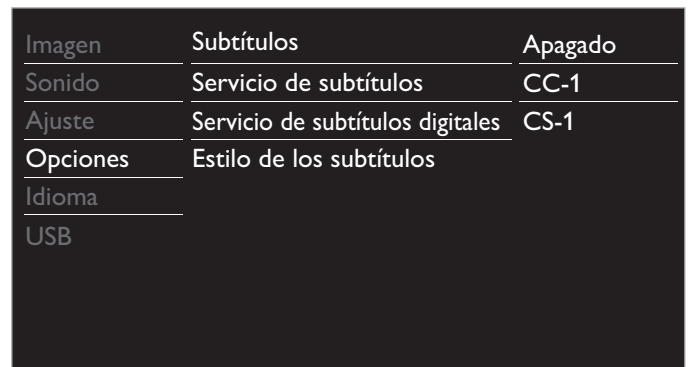 Imagen Subtítulos Apagado
Sonido Servicio de subtítulos CC-1
Ajuste Servicio de subtítulos digitales CS-1
Opciones Estilo de los subtítulos
Idioma
USB